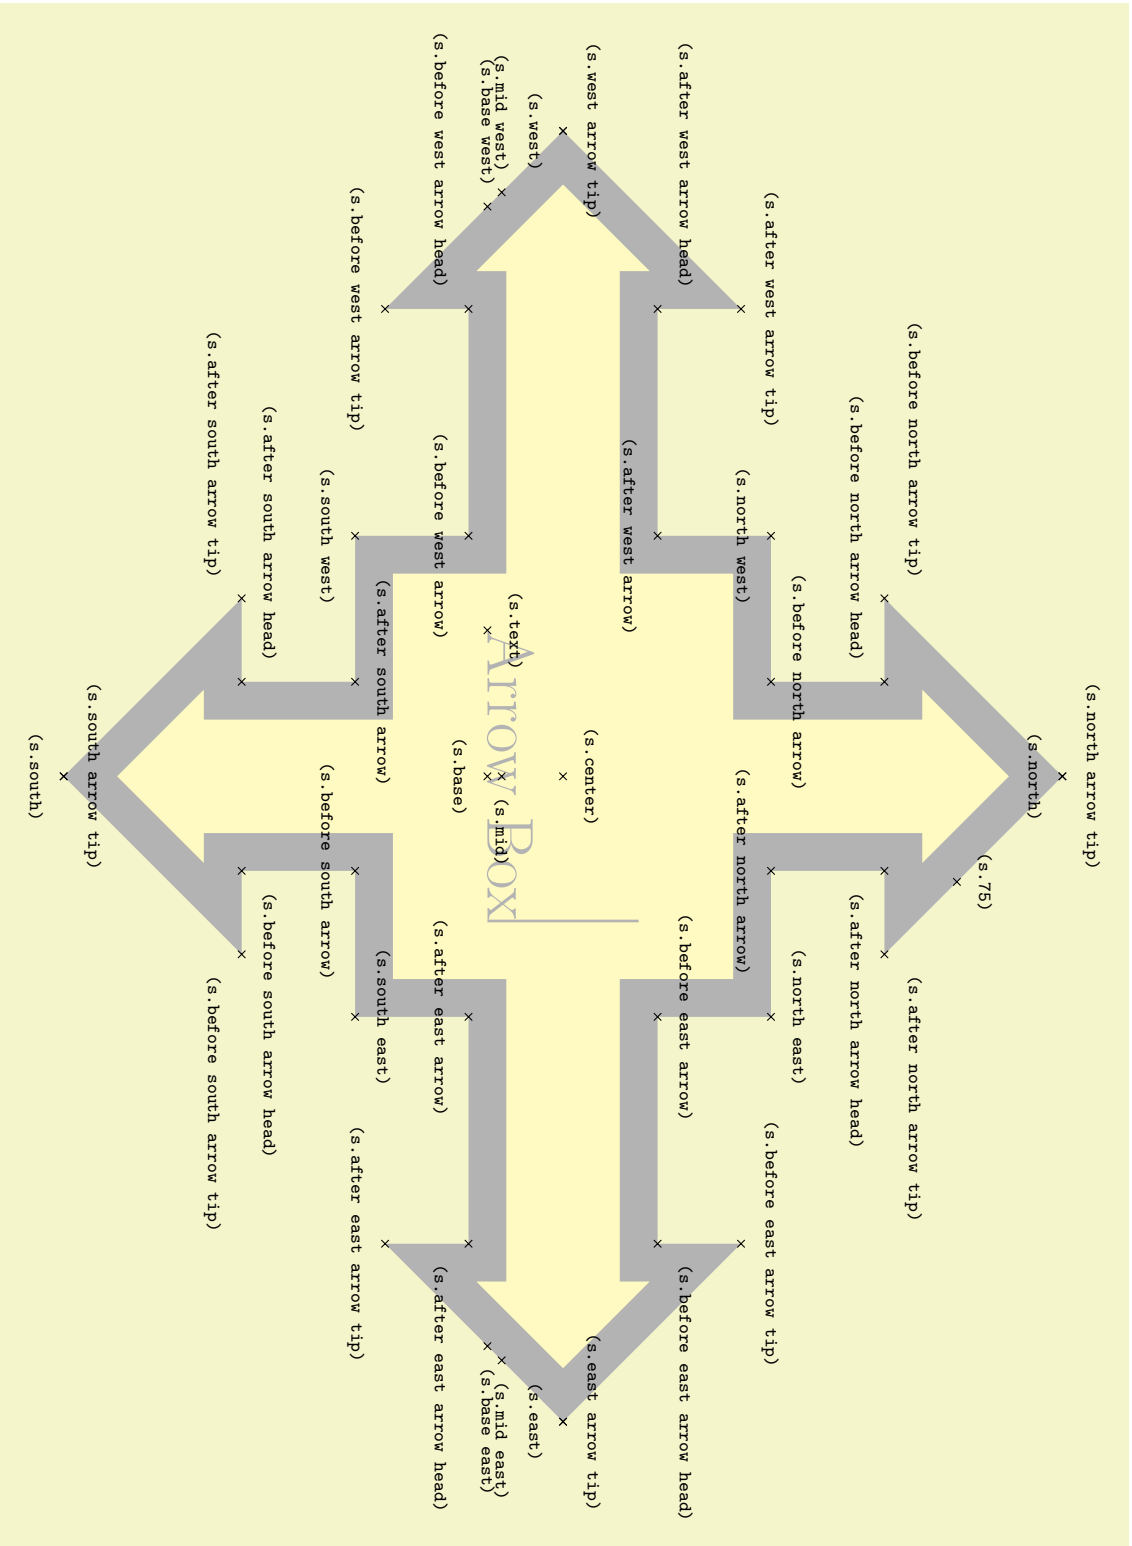 (s.north arrow tip)
(s.north)
(s.75)
(s.before north arrow tip)
(s.after north arrow tip)
(s.before north arrow head)
(s.after north arrow head)
(s.before north arrow)
(s.north east)
(s.after west arrow tip)
(s.before east arrow tip)
(s.north west)
(s.after north arrow)
(s.after west arrow head)
(s.before east arrow)
(s.before east arrow head)
(s.after west arrow)
(s.west arrow tip)
(s.center)
(s.east arrow tip)
(s.west)
(s.east)
(s.text)
Arrow Box
(s.mid west)
(s.mid)
(s.mid east)
(s.base west)
(s.base east)
(s.base)
(s.before west arrow head)
(s.before west arrow)
(s.after east arrow)
(s.after east arrow head)
(s.after south arrow)
(s.south east)
(s.before west arrow tip)
(s.after east arrow tip)
(s.south west)
(s.before south arrow)
(s.after south arrow head)
(s.before south arrow head)
(s.after south arrow tip)
(s.before south arrow tip)
(s.south arrow tip)
(s.south)